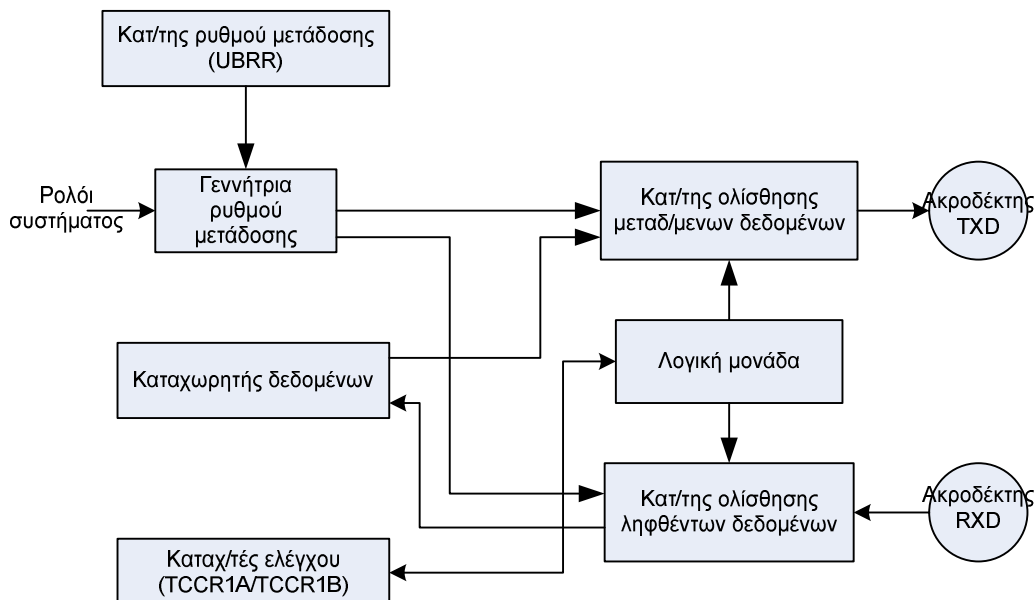 Κατ/της ρυθμού μετάδοσης
(UBRR)
Ρολόι
συστήματος
Γεννήτρια
ρυθμού
μετάδοσης
Κατ/της ολίσθησης
μεταδ/μενων δεδομένων
Ακροδέκτης
TXD
Καταχωρητής δεδομένων
Λογική μονάδα
Κατ/της ολίσθησης
ληφθέντων δεδομένων
Ακροδέκτης
RXD
Καταχ/τές ελέγχου
(TCCR1A/TCCR1B)